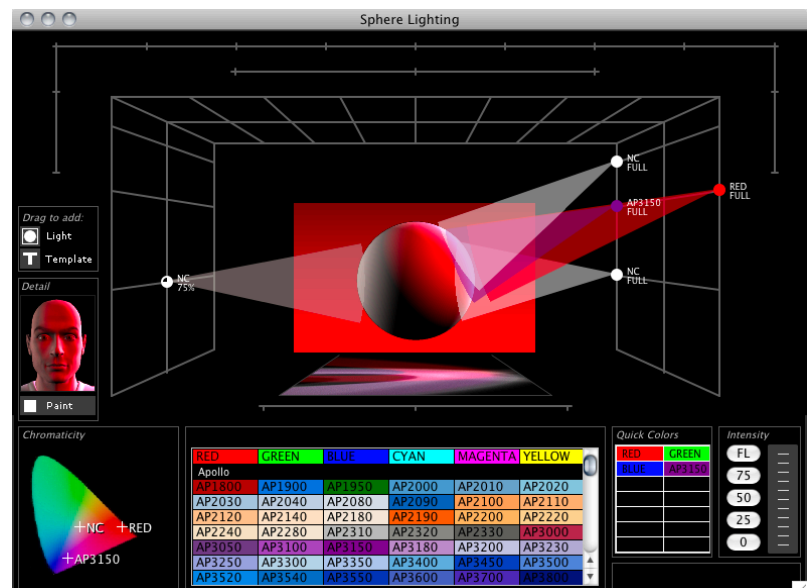 Sphere Lighting
NC
FULL
RED
FULL
AP3150
FULL
NC
FULL
NC
75%
Drag to add:
Light
T Template
Detail
Paint
Chromaticity
NC
RED
AP3150
RED GREEN BLUE CYAN MAGENTA YELLOW
Apollo
AP1800 AP1900 AP1950 AP2000 AP2010 AP2020
AP2030 AP2040 AP2080 AP2090 AP2100 AP2110
AP2120 AP2140 AP2180 AP2190 AP2200 AP2220
AP2240 AP2280 AP2310 AP2320 AP2330 AP3000
AP3050 AP3100 AP3150 AP3180 AP3200 AP3230
AP3250 AP3300 AP3350 AP3400 AP3450 AP3500
AP3520 AP3540 AP3550 AP3600 AP3700 AP3800
Quick Colors
RED GREEN
BLUE AP3150
Intensity
FL
75
50
25
0